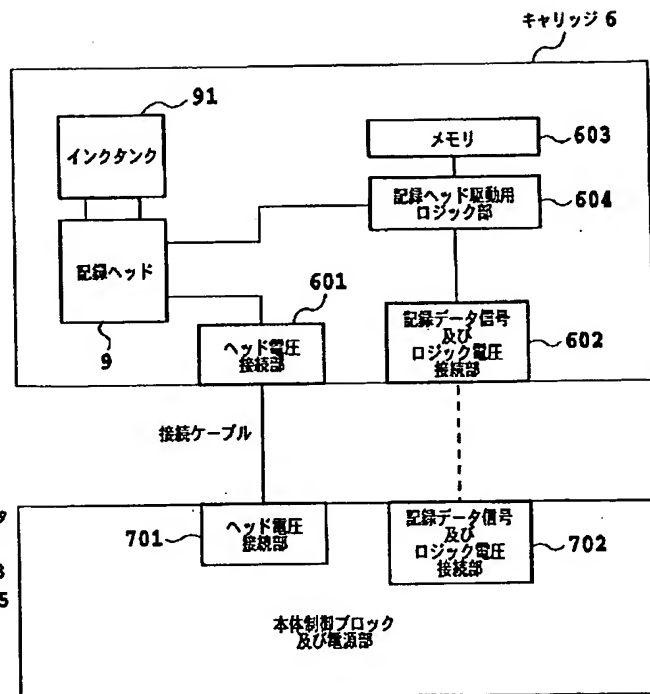 キャリッジ 6
91
インクタンク
メモリ
603
記録ヘッド駆動用
ロジック部
604
記録ヘッド
9
601
ヘッド電圧
接続部
記録データ信号
及び
ロジック電圧
接続部
602
接続ケーブル
タ
3
5
701
ヘッド電圧
接続部
記録データ信号
及び
ロジック電圧
接続部
702
本体制御ブロック
及び電源部